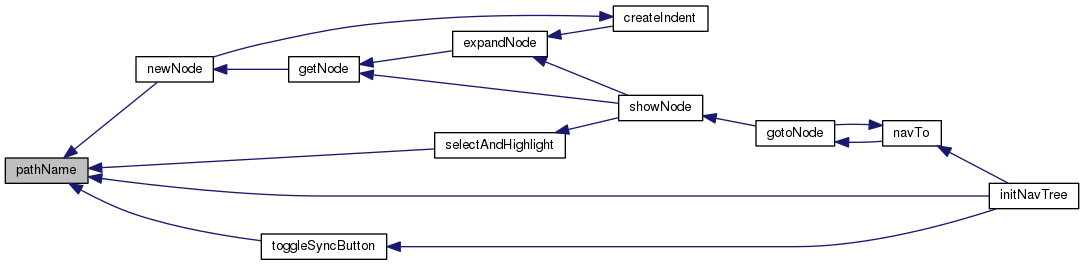 createIndent
expandNode
newNode
getNode
showNode
gotoNode
navTo
selectAndHighlight
pathName
initNavTree
toggleSyncButton